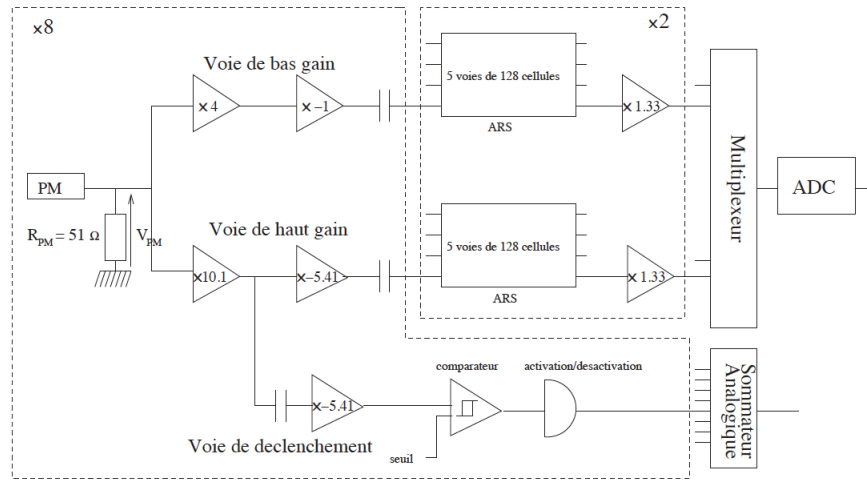 ×8
×2
Voie de bas gain
×4
×−1
5 voies de 128 cellules
ARS
×1.33
Multiplexeur
ADC
PM
R_PM = 51 Ω
V_PM
Voie de haut gain
×10.1
×−5.41
5 voies de 128 cellules
ARS
×1.33
comparateur
activation/desactivation
×−5.41
Voie de declenchement
seuil
Sommateur
Analogique